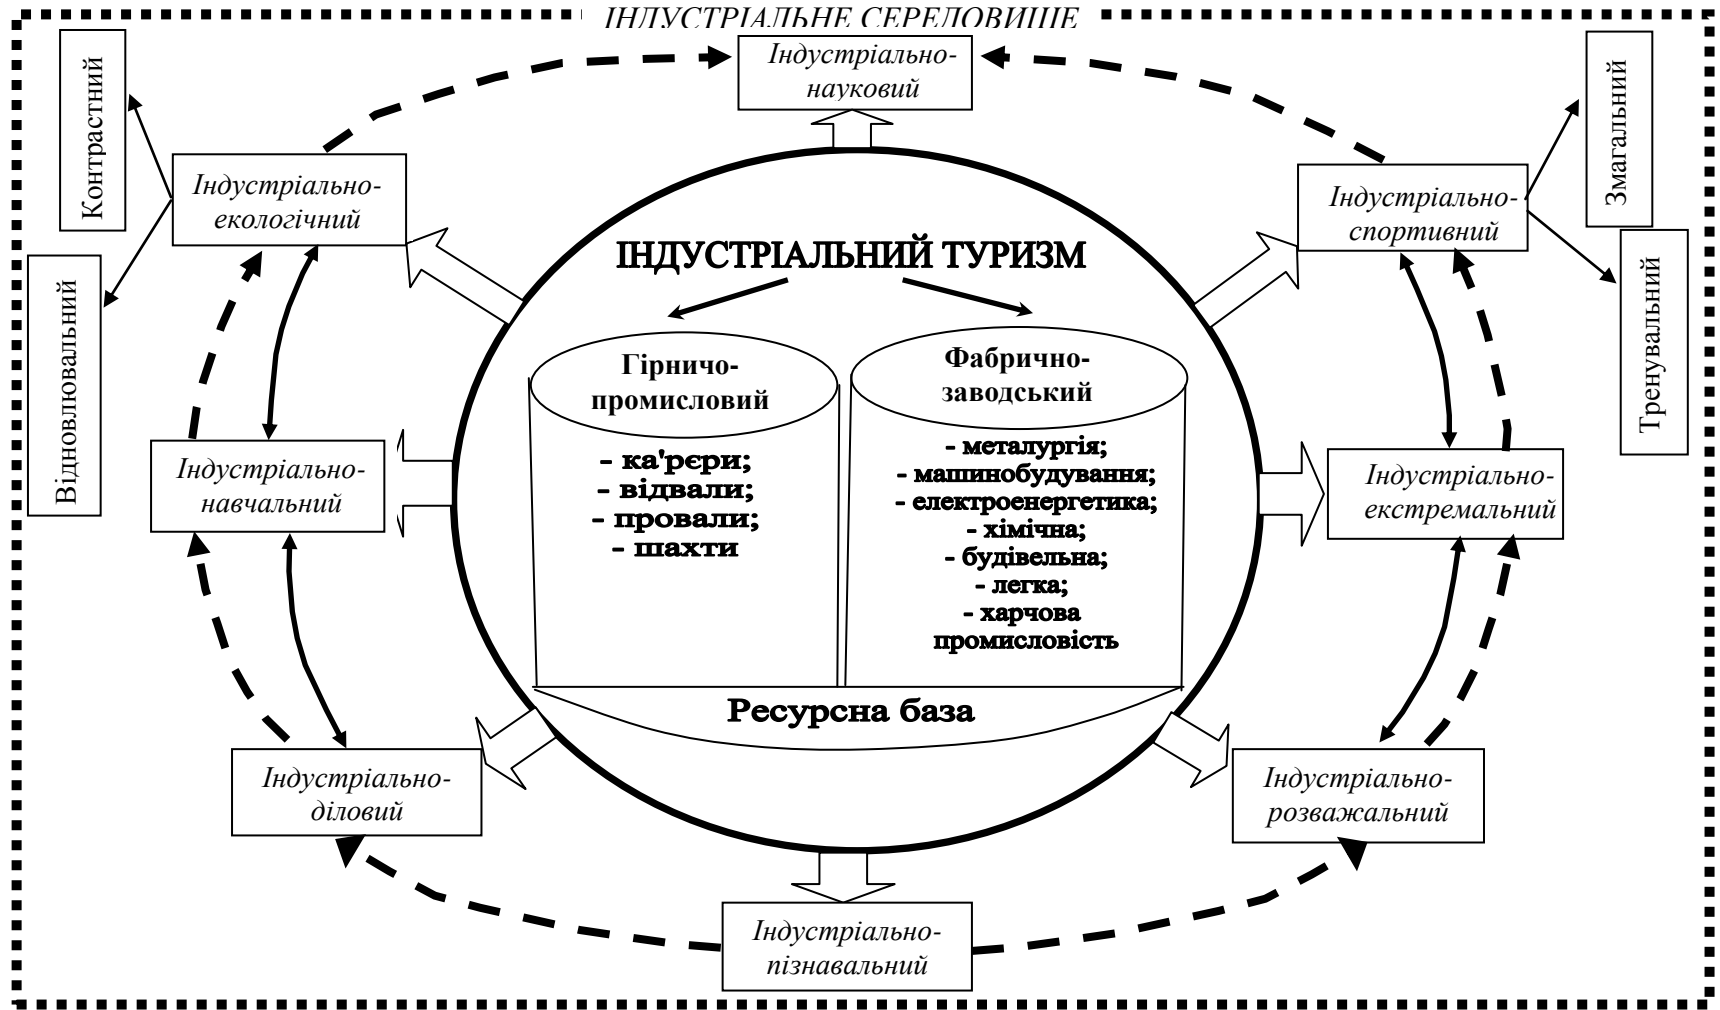 ІНДУСТРІАЛЬНЕ СЕРЕДОВИЩЕ
Індустріально-
науковий
Контрастний
Відновлювальний
Індустріально-
екологічний
Індустріально-
спортивний
Змагальний
Тренувальний
ІНДУСТРІАЛЬНИЙ ТУРИЗМ
Гірничо-
промисловий
- ка'рєри;
- відвали;
- провали;
- шахти
Фабрично-
заводський
- металургія;
- машинобудування;
- електроенергетика;
- хімічна;
- будівельна;
- легка;
- харчова
промисловість
Ресурсна база
Індустріально-
навчальний
Індустріально-
екстремальний
Індустріально-
діловий
Індустріально-
розважальний
Індустріально-
пізнавальний